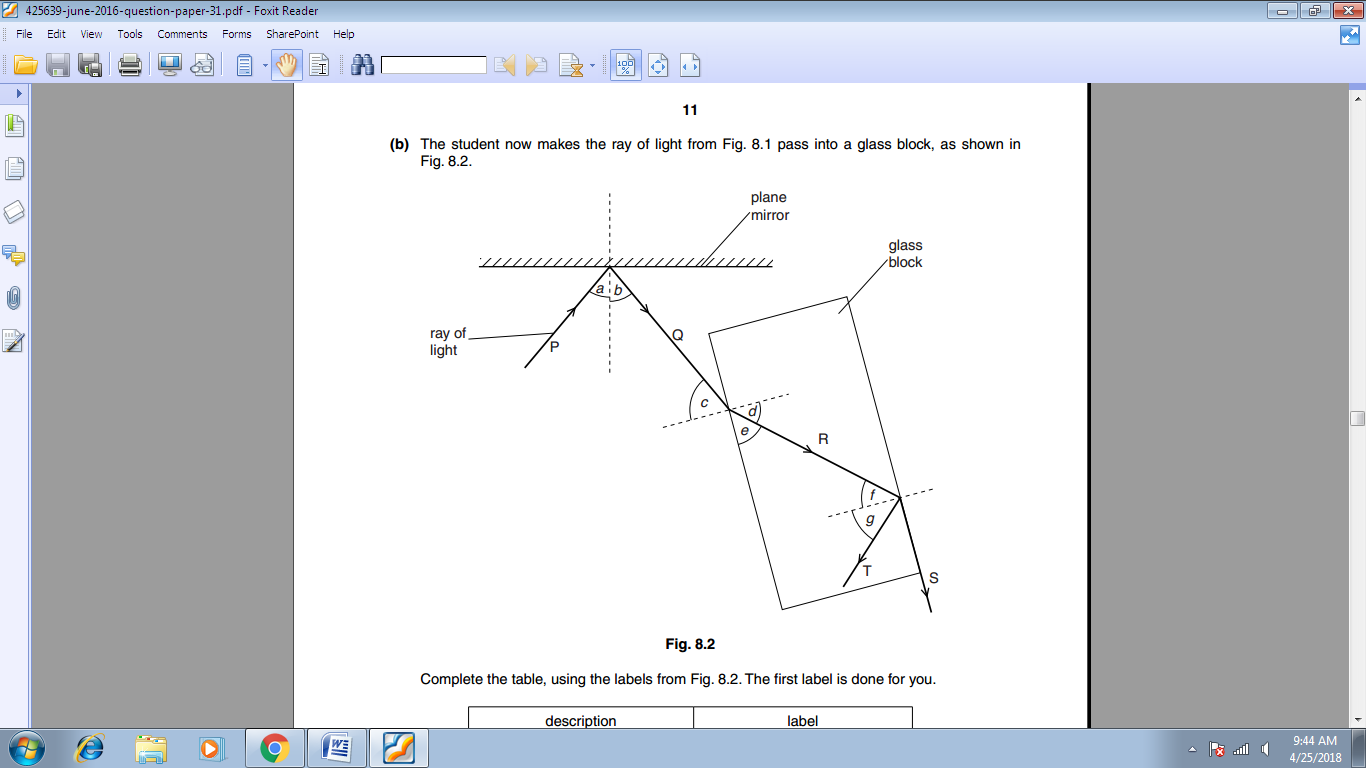 425639-june-2016-question-paper-31.pdf - Foxit Reader
File Edit View Tools Comments Forms SharePoint Help
100%
11
(b) The student now makes the ray of light from Fig. 8.1 pass into a glass block, as shown in
Fig. 8.2.
plane
mirror
glass
block
a b
ray of
light
P
Q
c
d
e
R
f
g
T
S
Fig. 8.2
Complete the table, using the labels from Fig. 8.2. The first label is done for you.
description label
9:44 AM
4/25/2018